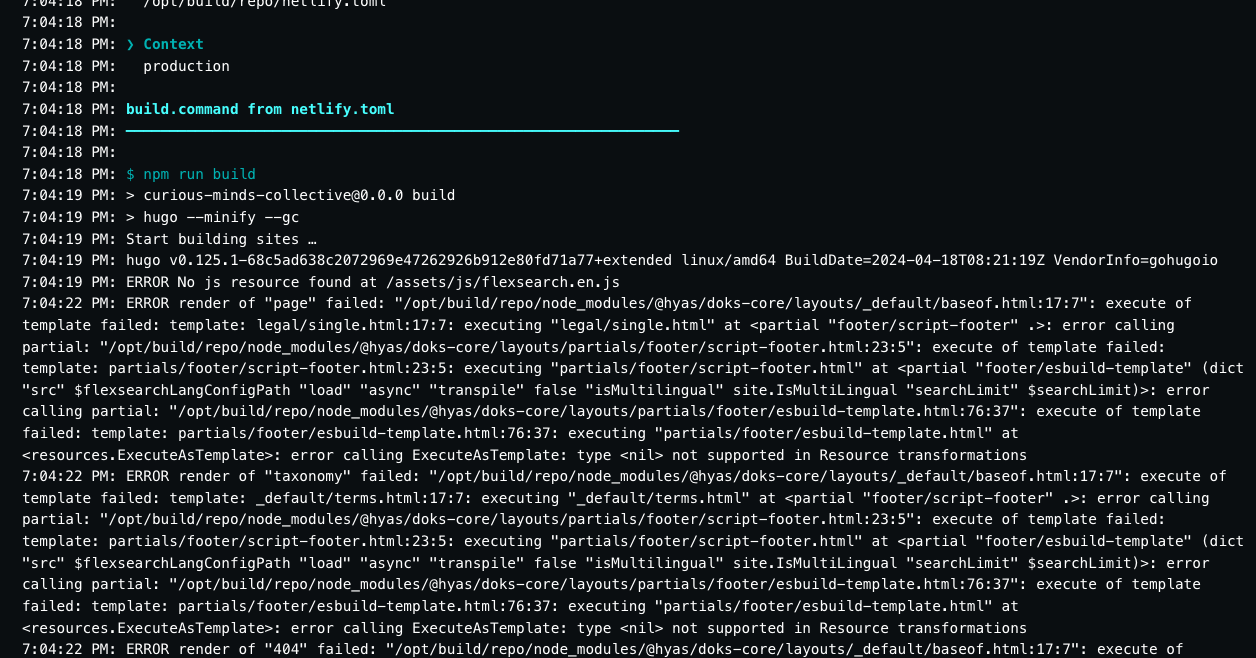 7:04:18 PM:   /opt/build/repo/netlify.toml
7:04:18 PM:
7:04:18 PM: ❯ Context
7:04:18 PM:   production
7:04:18 PM:
7:04:18 PM: build.command from netlify.toml
7:04:18 PM: ────────────────────────────────────────────────────────────────
7:04:18 PM:
7:04:18 PM: $ npm run build
7:04:19 PM: > curious-minds-collective@0.0.0 build
7:04:19 PM: > hugo --minify --gc
7:04:19 PM: Start building sites …
7:04:19 PM: hugo v0.125.1-68c5ad638c2072969e47262926b912e80fd71a77+extended linux/amd64 BuildDate=2024-04-18T08:21:19Z VendorInfo=gohugoio
7:04:19 PM: ERROR No js resource found at /assets/js/flexsearch.en.js
7:04:22 PM: ERROR render of "page" failed: "/opt/build/repo/node_modules/@hyas/doks-core/layouts/_default/baseof.html:17:7": execute of
template failed: template: legal/single.html:17:7: executing "legal/single.html" at <partial "footer/script-footer" .>: error calling
partial: "/opt/build/repo/node_modules/@hyas/doks-core/layouts/partials/footer/script-footer.html:23:5": execute of template failed:
template: partials/footer/script-footer.html:23:5: executing "partials/footer/script-footer.html" at <partial "footer/esbuild-template" (dict
"src" $flexsearchLangConfigPath "load" "async" "transpile" false "isMultilingual" site.IsMultiLingual "searchLimit" $searchLimit)>: error
calling partial: "/opt/build/repo/node_modules/@hyas/doks-core/layouts/partials/footer/esbuild-template.html:76:37": execute of template
failed: template: partials/footer/esbuild-template.html:76:37: executing "partials/footer/esbuild-template.html" at
<resources.ExecuteAsTemplate>: error calling ExecuteAsTemplate: type <nil> not supported in Resource transformations
7:04:22 PM: ERROR render of "taxonomy" failed: "/opt/build/repo/node_modules/@hyas/doks-core/layouts/_default/baseof.html:17:7": execute of
template failed: template: _default/terms.html:17:7: executing "_default/terms.html" at <partial "footer/script-footer" .>: error calling
partial: "/opt/build/repo/node_modules/@hyas/doks-core/layouts/partials/footer/script-footer.html:23:5": execute of template failed:
template: partials/footer/script-footer.html:23:5: executing "partials/footer/script-footer.html" at <partial "footer/esbuild-template" (dict
"src" $flexsearchLangConfigPath "load" "async" "transpile" false "isMultilingual" site.IsMultiLingual "searchLimit" $searchLimit)>: error
calling partial: "/opt/build/repo/node_modules/@hyas/doks-core/layouts/partials/footer/esbuild-template.html:76:37": execute of template
failed: template: partials/footer/esbuild-template.html:76:37: executing "partials/footer/esbuild-template.html" at
<resources.ExecuteAsTemplate>: error calling ExecuteAsTemplate: type <nil> not supported in Resource transformations
7:04:22 PM: ERROR render of "404" failed: "/opt/build/repo/node_modules/@hyas/doks-core/layouts/_default/baseof.html:17:7": execute of